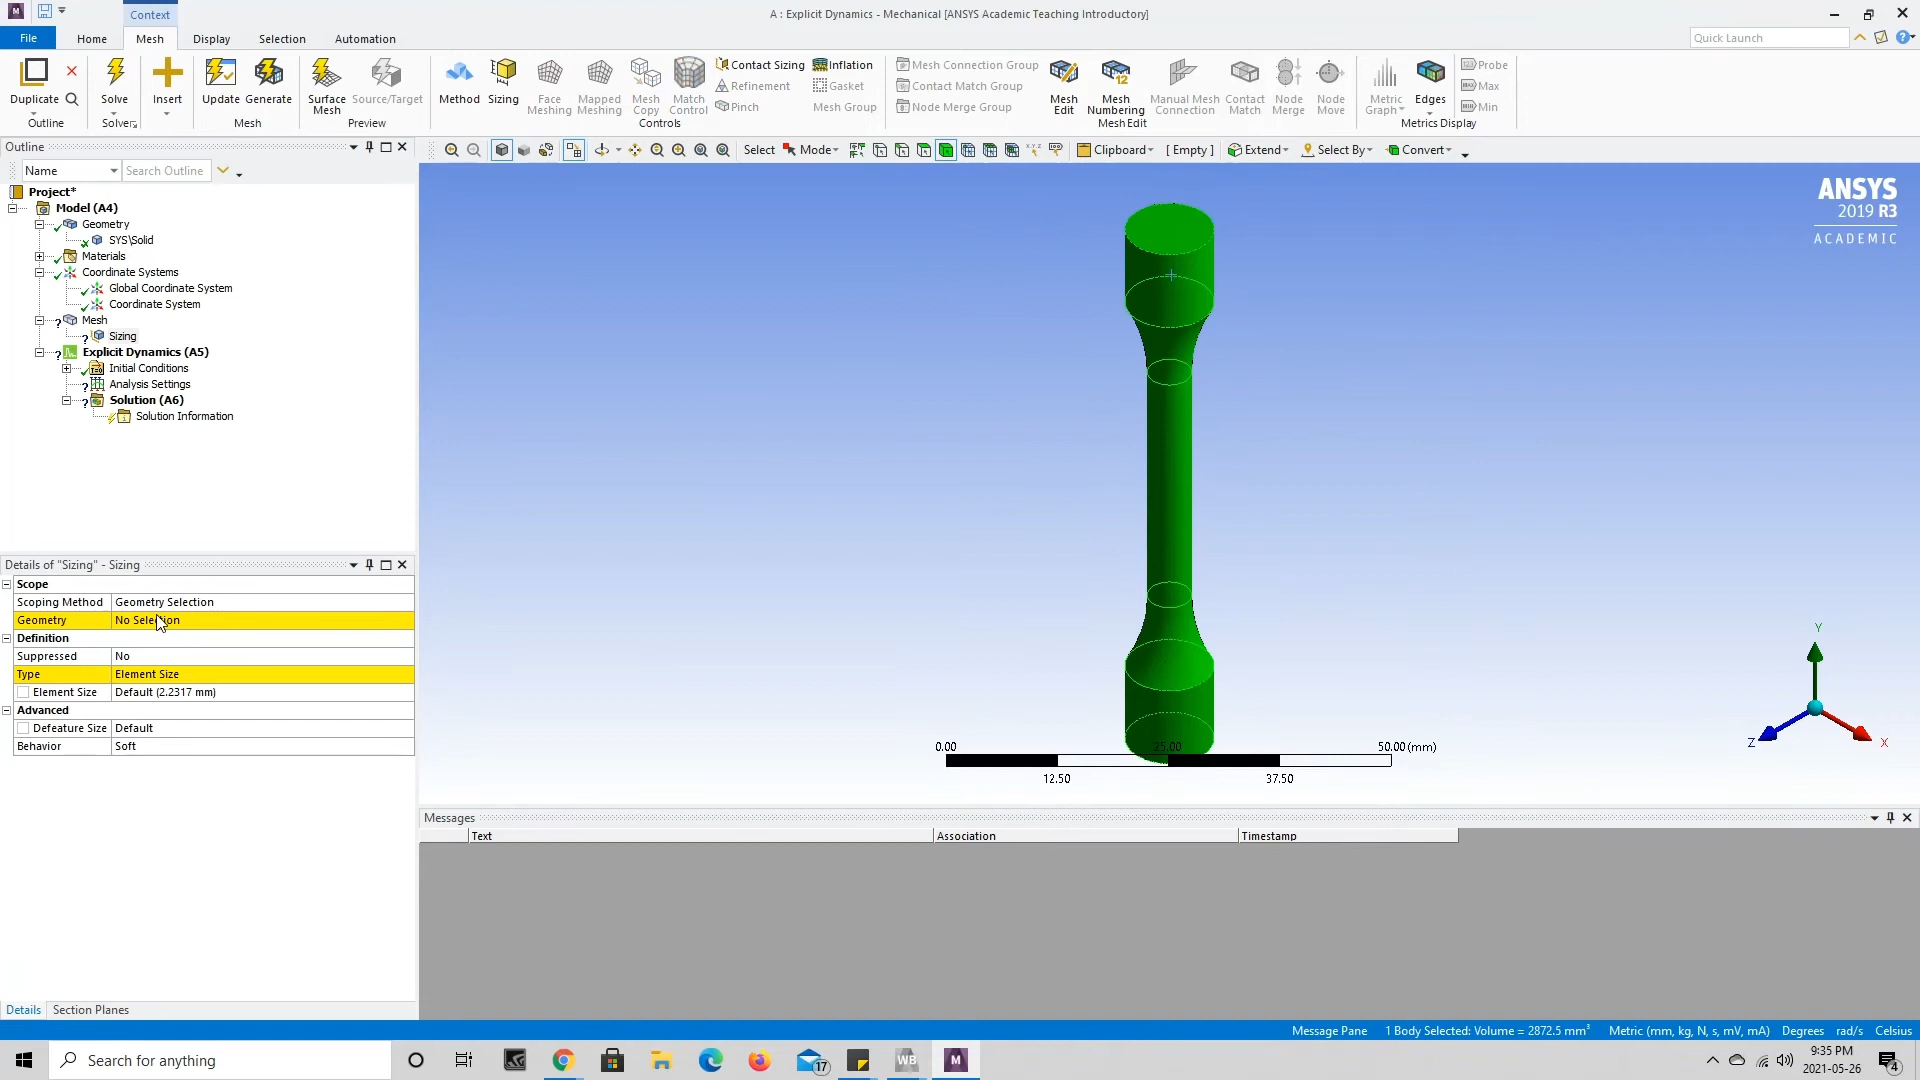 Context
A : Explicit Dynamics - Mechanical [ANSYS Academic Teaching Introductory]
File
Home
Mesh
Display
Selection
Automation
Quick Launch
Duplicate
Outline
Solve
Solver
Insert
Update
Generate
Mesh
Surface Mesh
Source/Target
Preview
Method
Sizing
Face Meshing
Mapped Meshing
Mesh Copy
Match Control
Contact Sizing
Refinement
Pinch
Inflation
Gasket
Mesh Group
Controls
Mesh Connection Group
Contact Match Group
Node Merge Group
Mesh Edit
Mesh Numbering
Manual Mesh Connection
Contact Match
Node Merge
Node Move
Mesh Edit
Metric Graph
Edges
Probe
Max
Min
Metrics Display
Outline
Name
Search Outline
Select
Mode
Clipboard
[ Empty ]
Extend
Select By
Convert
Project*
Model (A4)
Geometry
SYS\Solid
Materials
Coordinate Systems
Global Coordinate System
Coordinate System
Mesh
Sizing
Explicit Dynamics (A5)
Initial Conditions
Analysis Settings
Solution (A6)
Solution Information
ANSYS
2019 R3
ACADEMIC
Details of "Sizing" - Sizing
Scope
Scoping Method Geometry Selection
Geometry No Selection
Definition
Suppressed No
Type Element Size
Element Size Default (2.2317 mm)
Advanced
Defeature Size Default
Behavior Soft
0.00 25.00 50.00 (mm)
12.50 37.50
Y
Z
X
Messages
Text Association Timestamp
Details Section Planes
Message Pane 1 Body Selected: Volume = 2872.5 mm³ Metric (mm, kg, N, s, mV, mA) Degrees rad/s Celsius
Search for anything
17
WB
M
9:35 PM
2021-05-26
4